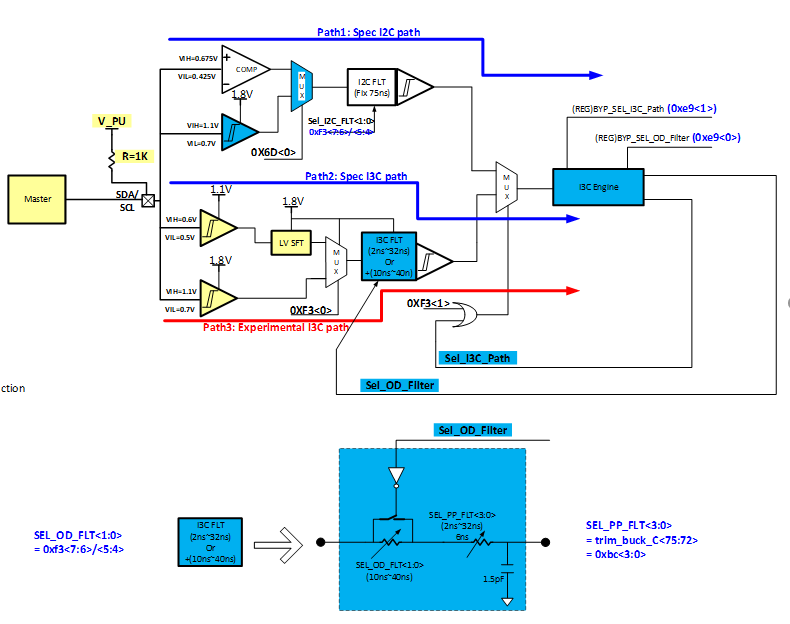 Path1: Spec I2C path
VIH=0.675V
VIL=0.425V
+
-
COMP
1.8V
M
U
X
I2C FLT
(Fix 75ns)
(REG)BYP_SEL_I3C_Path (0xe9<1>)
V_PU
VIH=1.1V
VIL=0.7V
Sel_I2C_FLT<1:0>
0xf3<7:6>/<5:4>
(REG)BYP_SEL_OD_Filter (0xe9<0>)
R=1K
0X6D<0>
Path2: Spec I3C path
M
U
X
I3C Engine
Master
SDA/
SCL
1.1V
1.8V
VIH=0.6V
VIL=0.5V
LV SFT
M
U
X
I3C FLT
(2ns~32ns)
Or
+(10ns~40n)
1.8V
VIH=1.1V
VIL=0.7V
0XF3<0>
0XF3<1>
Path3: Experimental I3C path
Sel_I3C_Path
Sel_OD_Filter
ction
Sel_OD_Filter
SEL_OD_FLT<1:0>
= 0xf3<7:6>/<5:4>
I3C FLT
(2ns~32ns)
Or
+(10ns~40n)
SEL_PP_FLT<3:0>
(2ns~32ns)
6ns
SEL_OD_FLT<1:0>
(10ns~40ns)
1.5pF
SEL_PP_FLT<3:0>
= trim_buck_C<75:72>
= 0xbc<3:0>